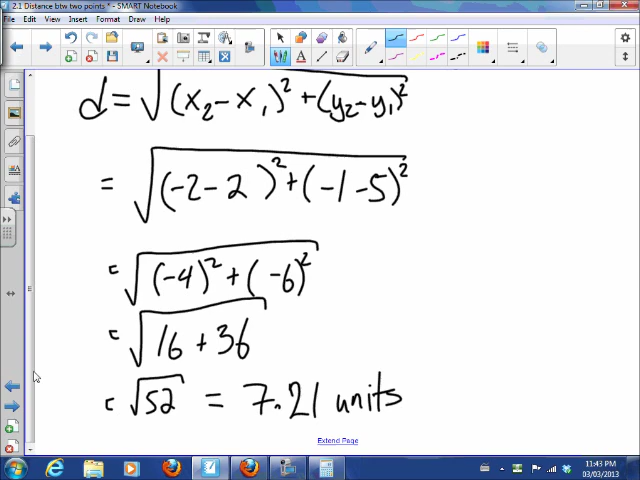 2.1 Distance btw two points * - SMART Notebook
File Edit View Insert Format Draw Help
d = √(x₂ - x₁)² + (y₂ - y₁)²
= √(-2 - 2)² + (-1 - 5)²
= √(-4)² + (-6)²
= √16 + 36
= √52 = 7.21 units
Extend Page
11:43 PM
03/03/2013